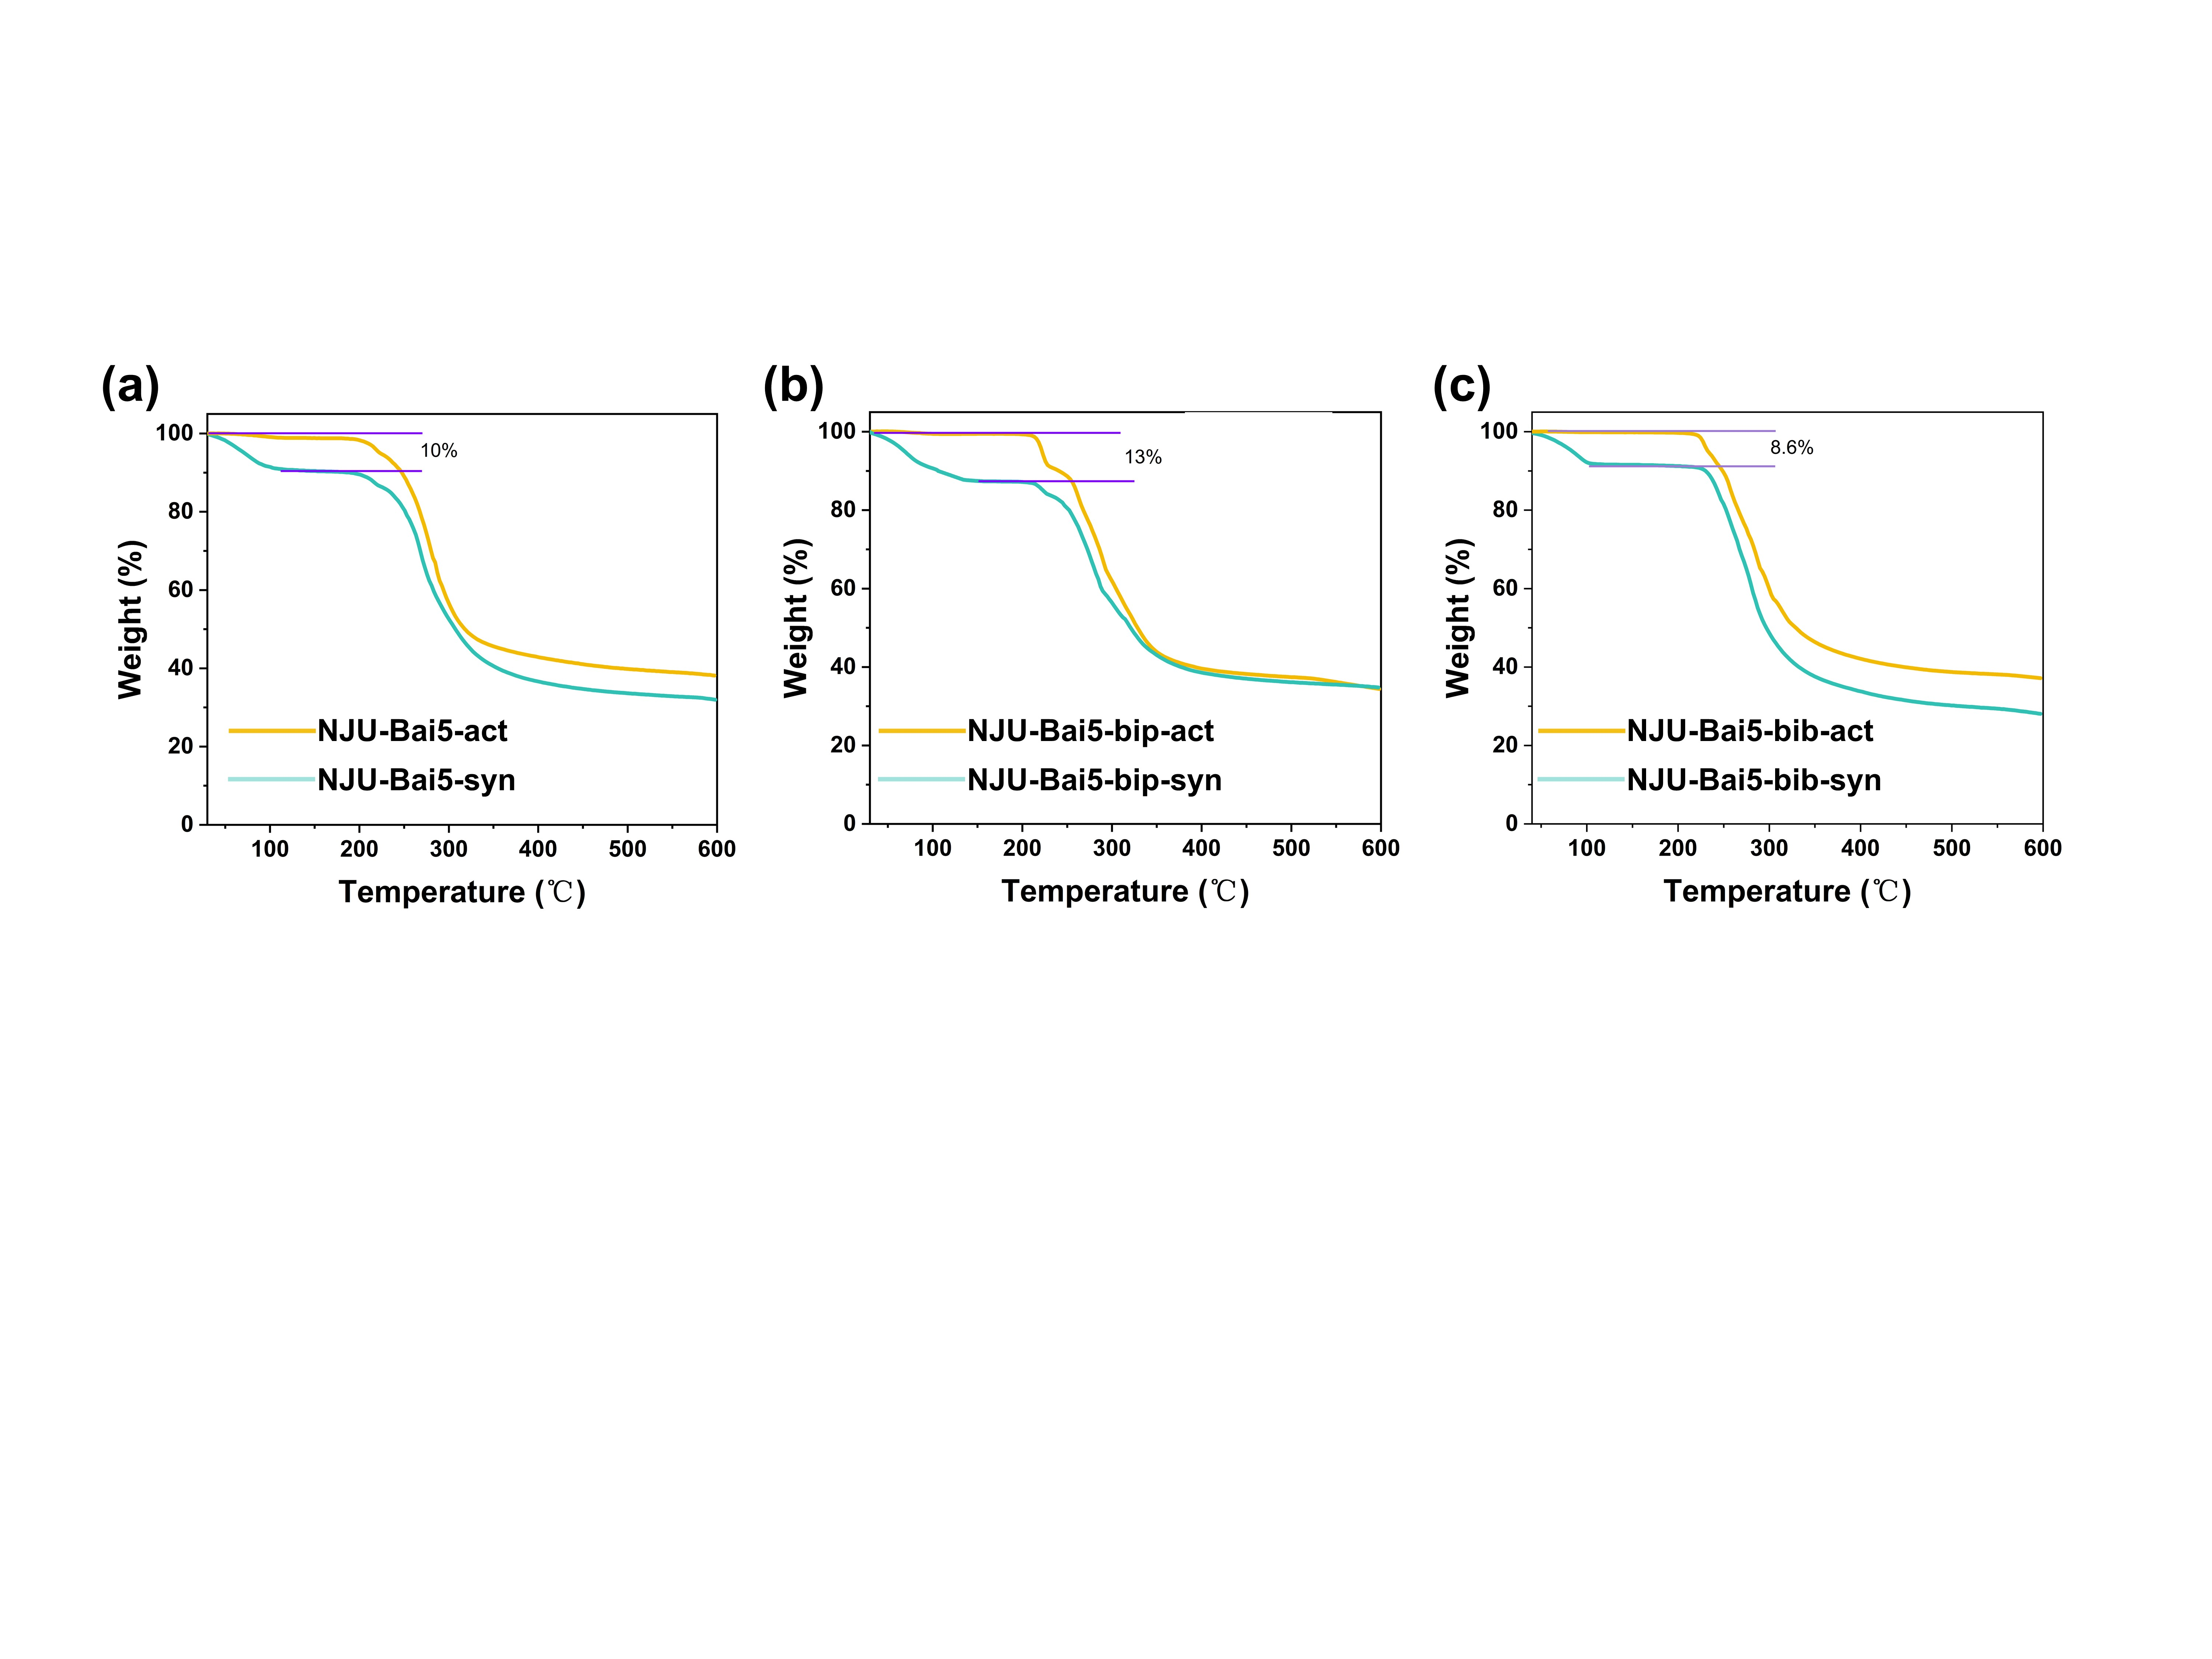 (a)
100
80
60
40
20
0
Weight (%)
10%
NJU-Bai5-act
NJU-Bai5-syn
100 200 300 400 500 600
Temperature (℃)
(b)
100
80
60
40
20
0
Weight (%)
13%
NJU-Bai5-bip-act
NJU-Bai5-bip-syn
100 200 300 400 500 600
Temperature (℃)
(c)
100
80
60
40
20
0
Weight (%)
8.6%
NJU-Bai5-bib-act
NJU-Bai5-bib-syn
100 200 300 400 500 600
Temperature (℃)